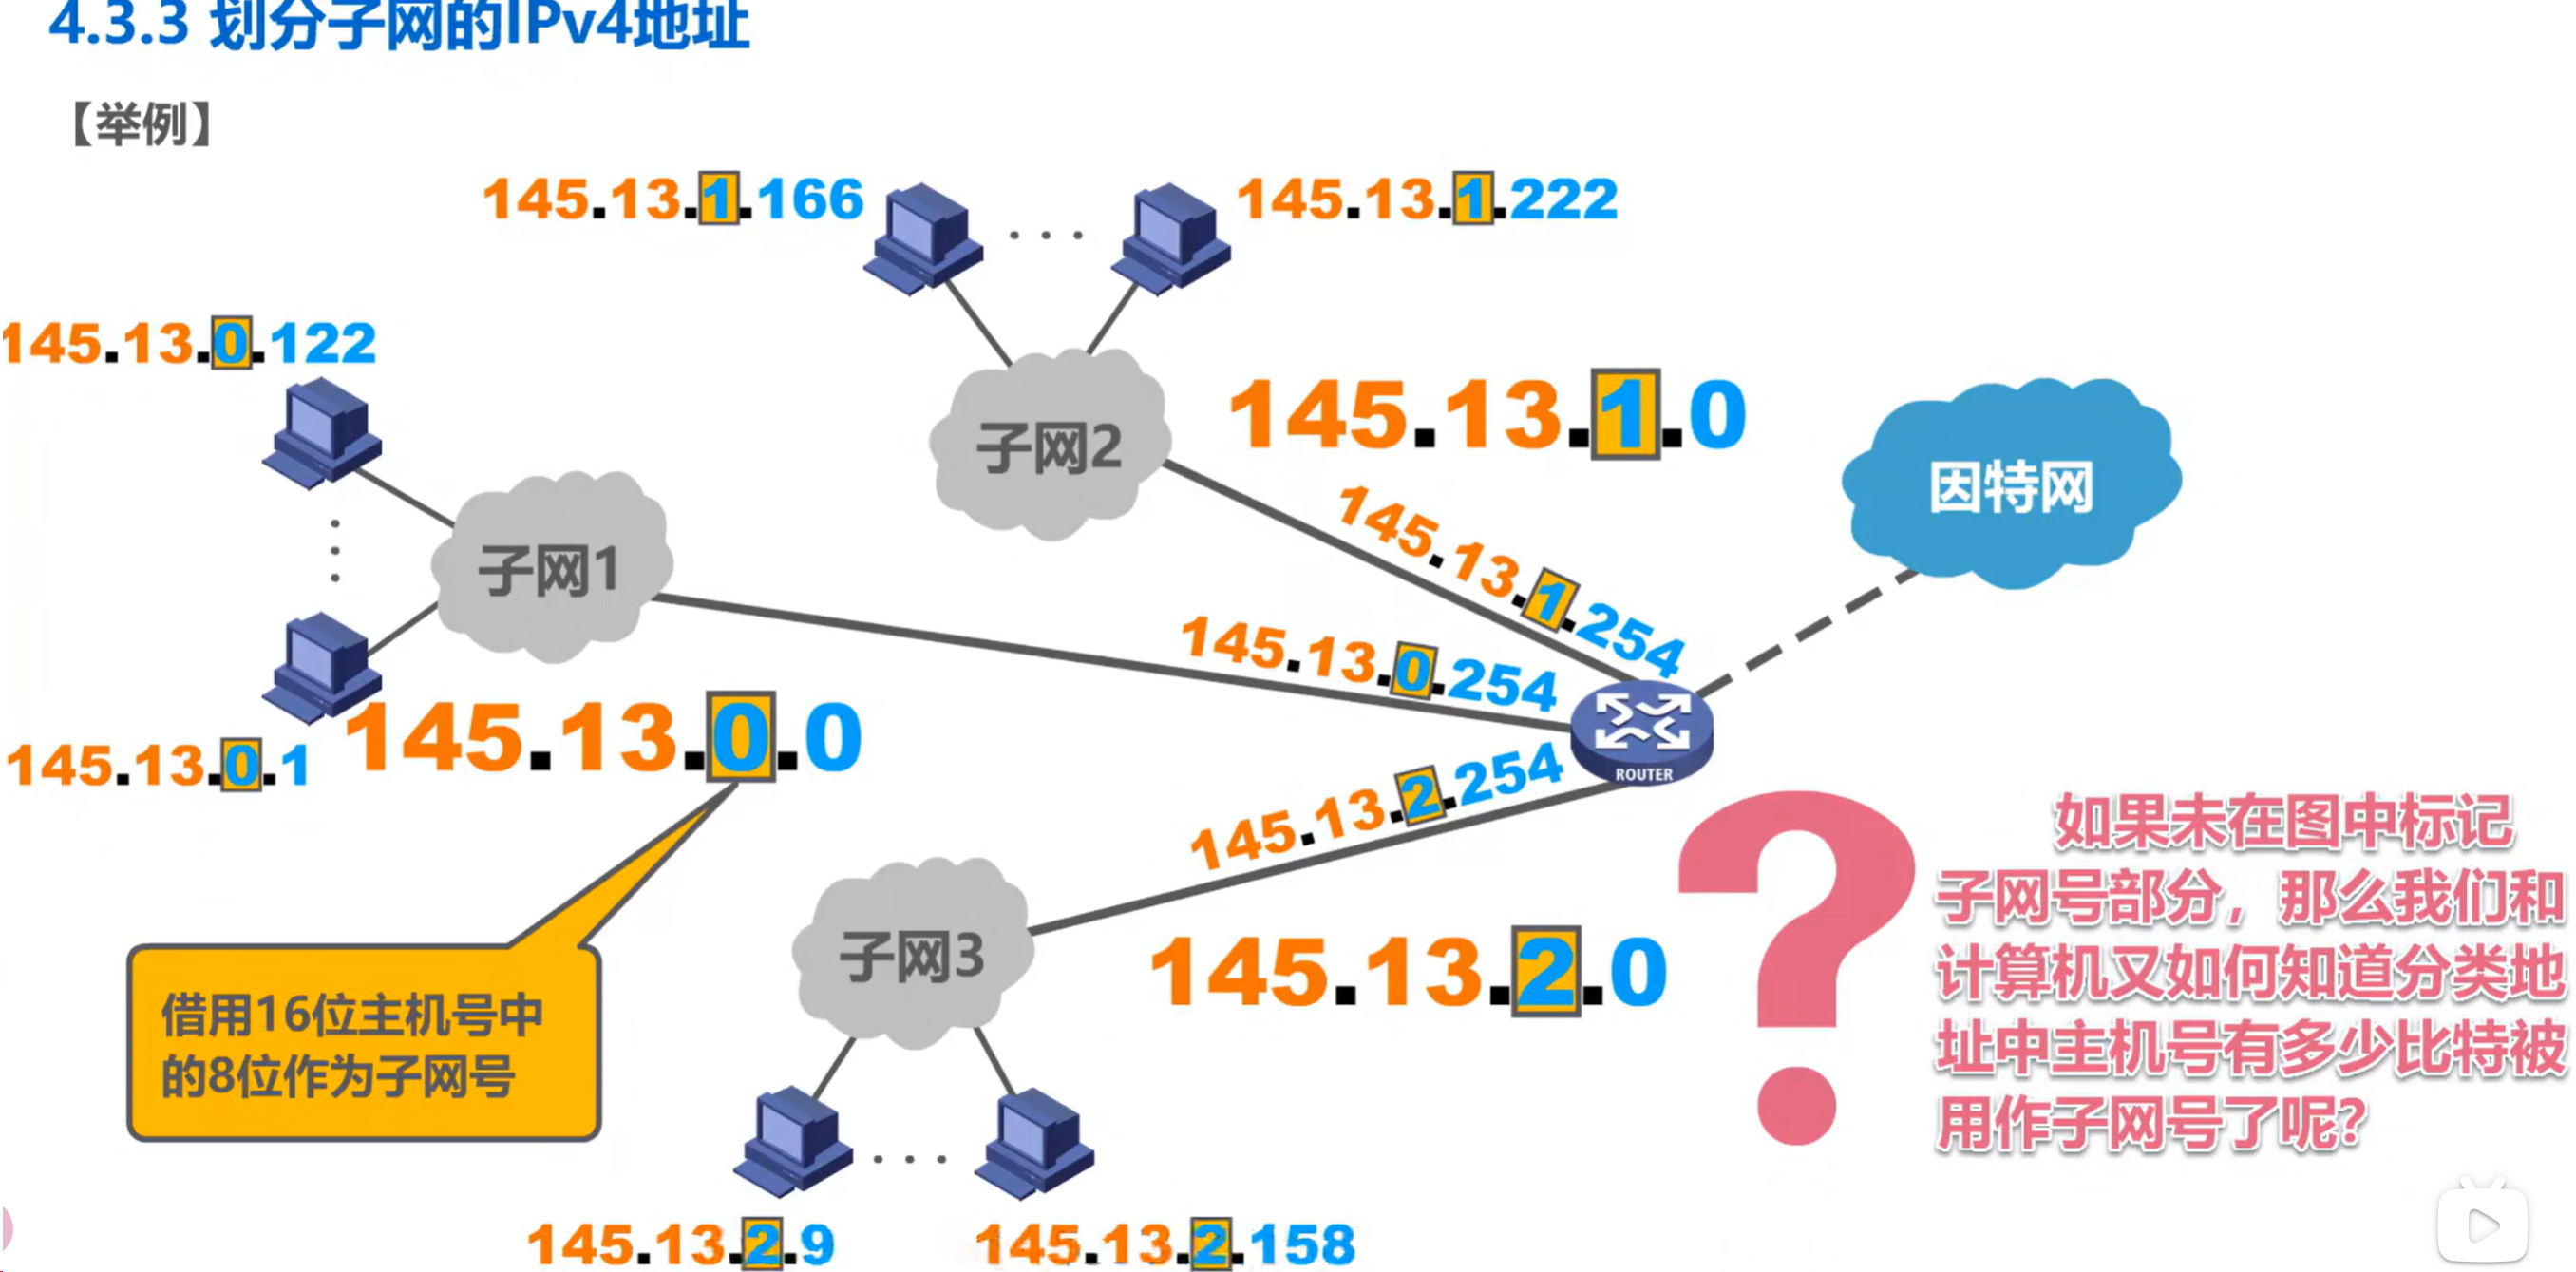 4.3.3 划分子网的IPv4地址
【举例】
145.13.1.166
145.13.1.222
145.13.0.122
子网2
145.13.1.0
因特网
子网1
145.13.1.254
145.13.0.254
145.13.0.1
145.13.0.0
ROUTER
145.13.2.254
子网3
145.13.2.0
借用16位主机号中
的8位作为子网号
?
如果未在图中标记
子网号部分，那么我们和
计算机又如何知道分类地
址中主机号有多少比特被
用作子网号了呢?
145.13.2.9
145.13.2.158